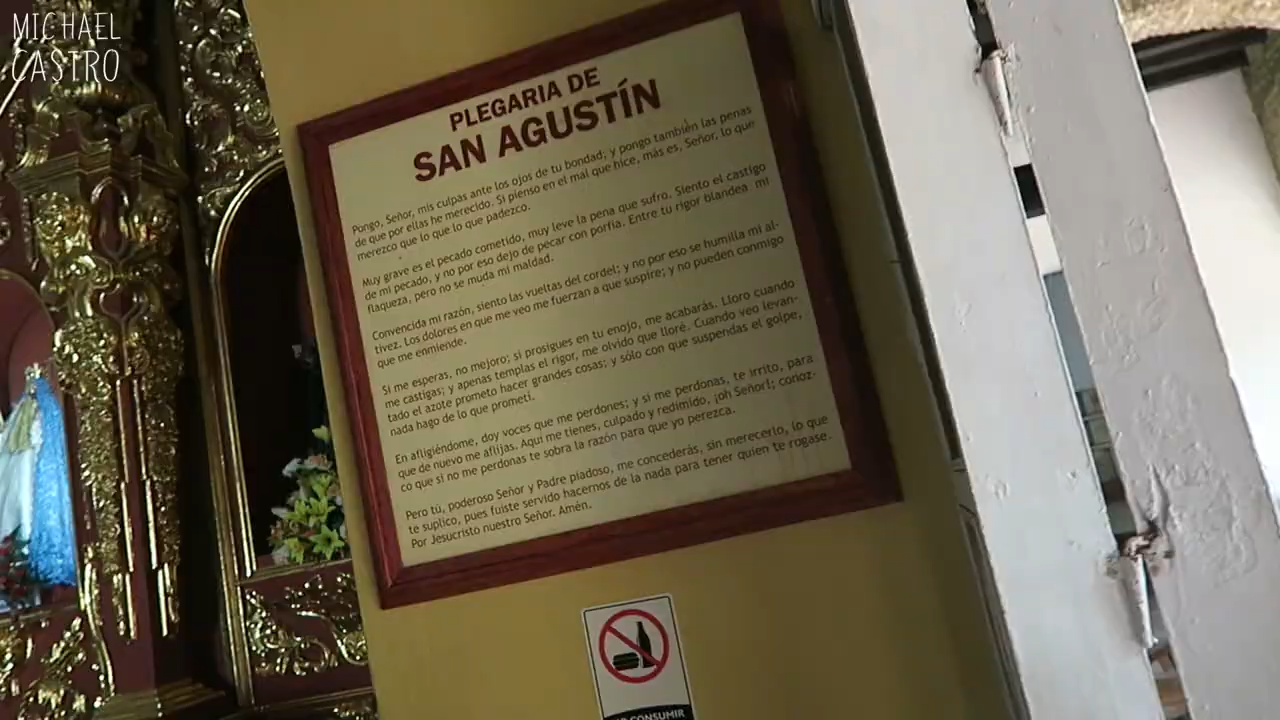 MICHAEL
CASTRO
PLEGARIA DE
SAN AGUSTÍN
Pongo, Señor, mis culpas ante los ojos de tu bondad; y pongo también las penas
de que por ellas he merecido. Si pienso en el mal que hice, más es, Señor, lo que
merezco que lo que lo que padezco.
Muy grave es el pecado cometido, muy leve la pena que sufro. Siento el castigo
de mi pecado, y no por eso dejo de pecar con porfía. Entre tu rigor blandea mi
flaqueza, pero no se muda mi maldad.
Convencida mi razón, siento las vueltas del cordel; y no por eso se humilla mi al-
tivez. Los dolores en que me veo me fuerzan a que suspire; y no pueden conmigo
que me enmiende.
Si me esperas, no mejoro; si prosigues en tu enojo, me acabarás. Lloro cuando
me castigas; y apenas templas el rigor, me olvido que lloré. Cuando veo levan-
tado el azote prometo hacer grandes cosas; y sólo con que suspendas el golpe,
nada hago de lo que prometí.
En afligiéndome, doy voces que me perdones; y si me perdonas, te irrito, para
que de nuevo me aflijas. Aquí me tienes, culpado y redimido, ¡oh Señor!; conoz-
co que si no me perdonas te sobra la razón para que yo perezca.
Pero tú, poderoso Señor y Padre piadoso, me concederás, sin merecerlo, lo que
te suplico, pues fuiste servido hacernos de la nada para tener quien te rogase.
Por Jesucristo nuestro Señor. Amén.
CONSUMIR